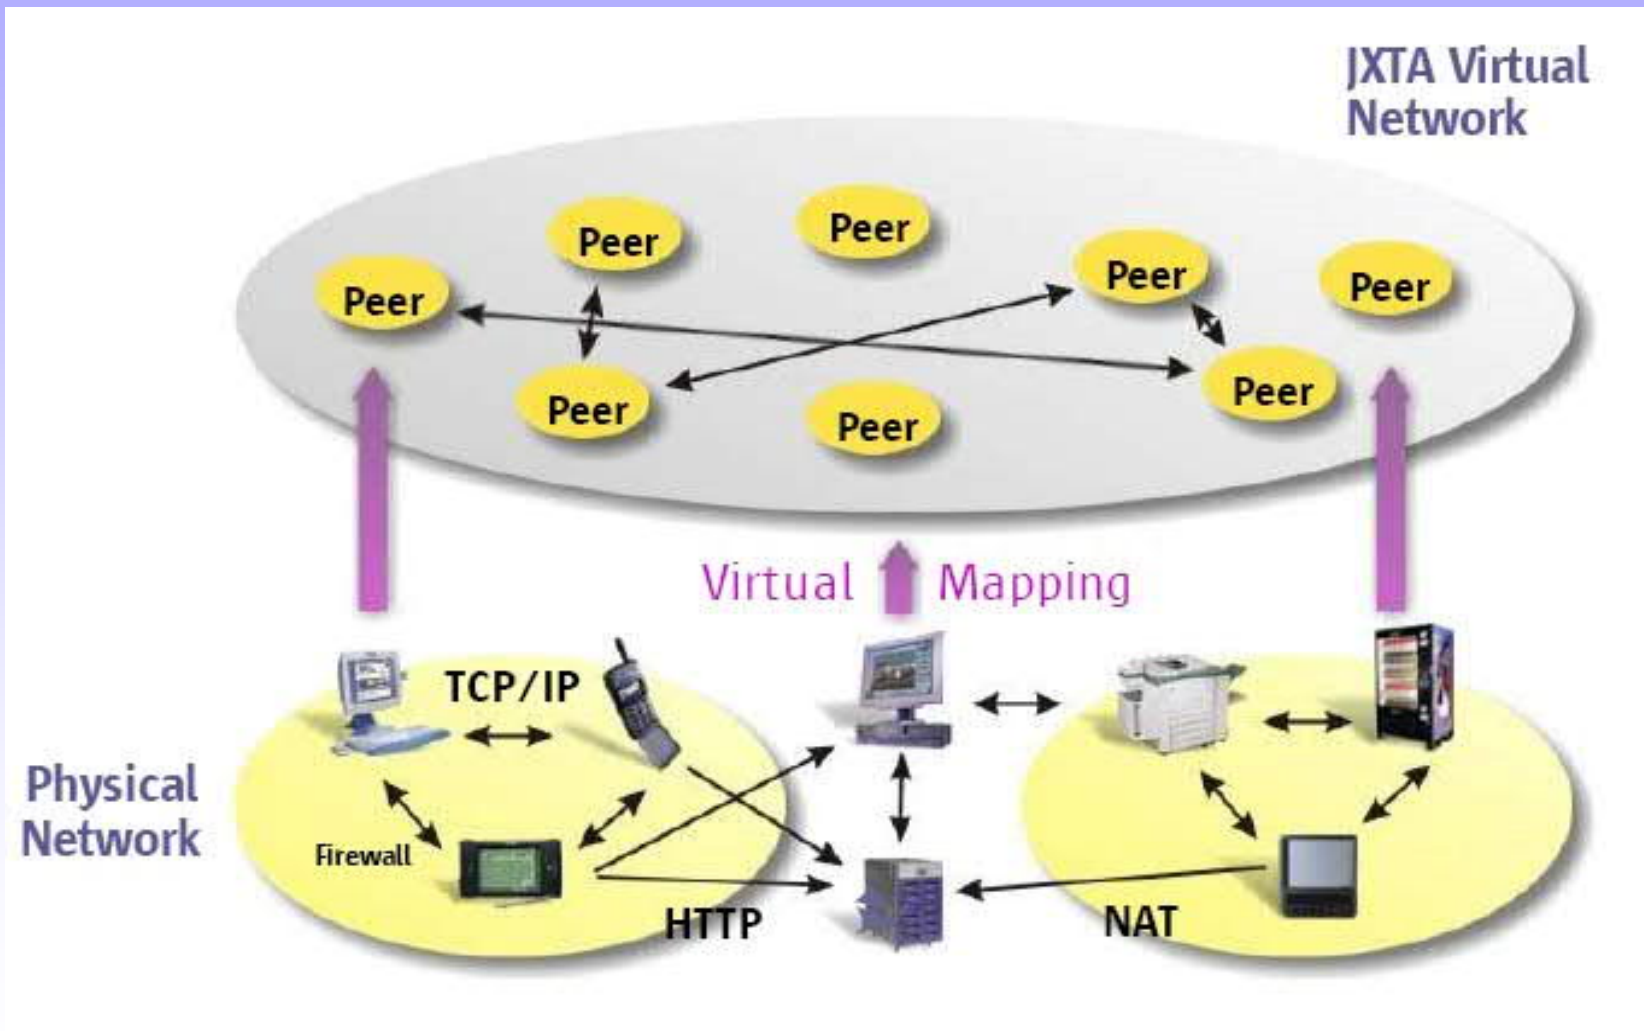 JXTA Virtual
Network
Peer
Peer
Peer
Peer
Peer
Peer
Peer
Peer
Virtual Mapping
TCP/IP
Physical
Network
Firewall
HTTP
NAT